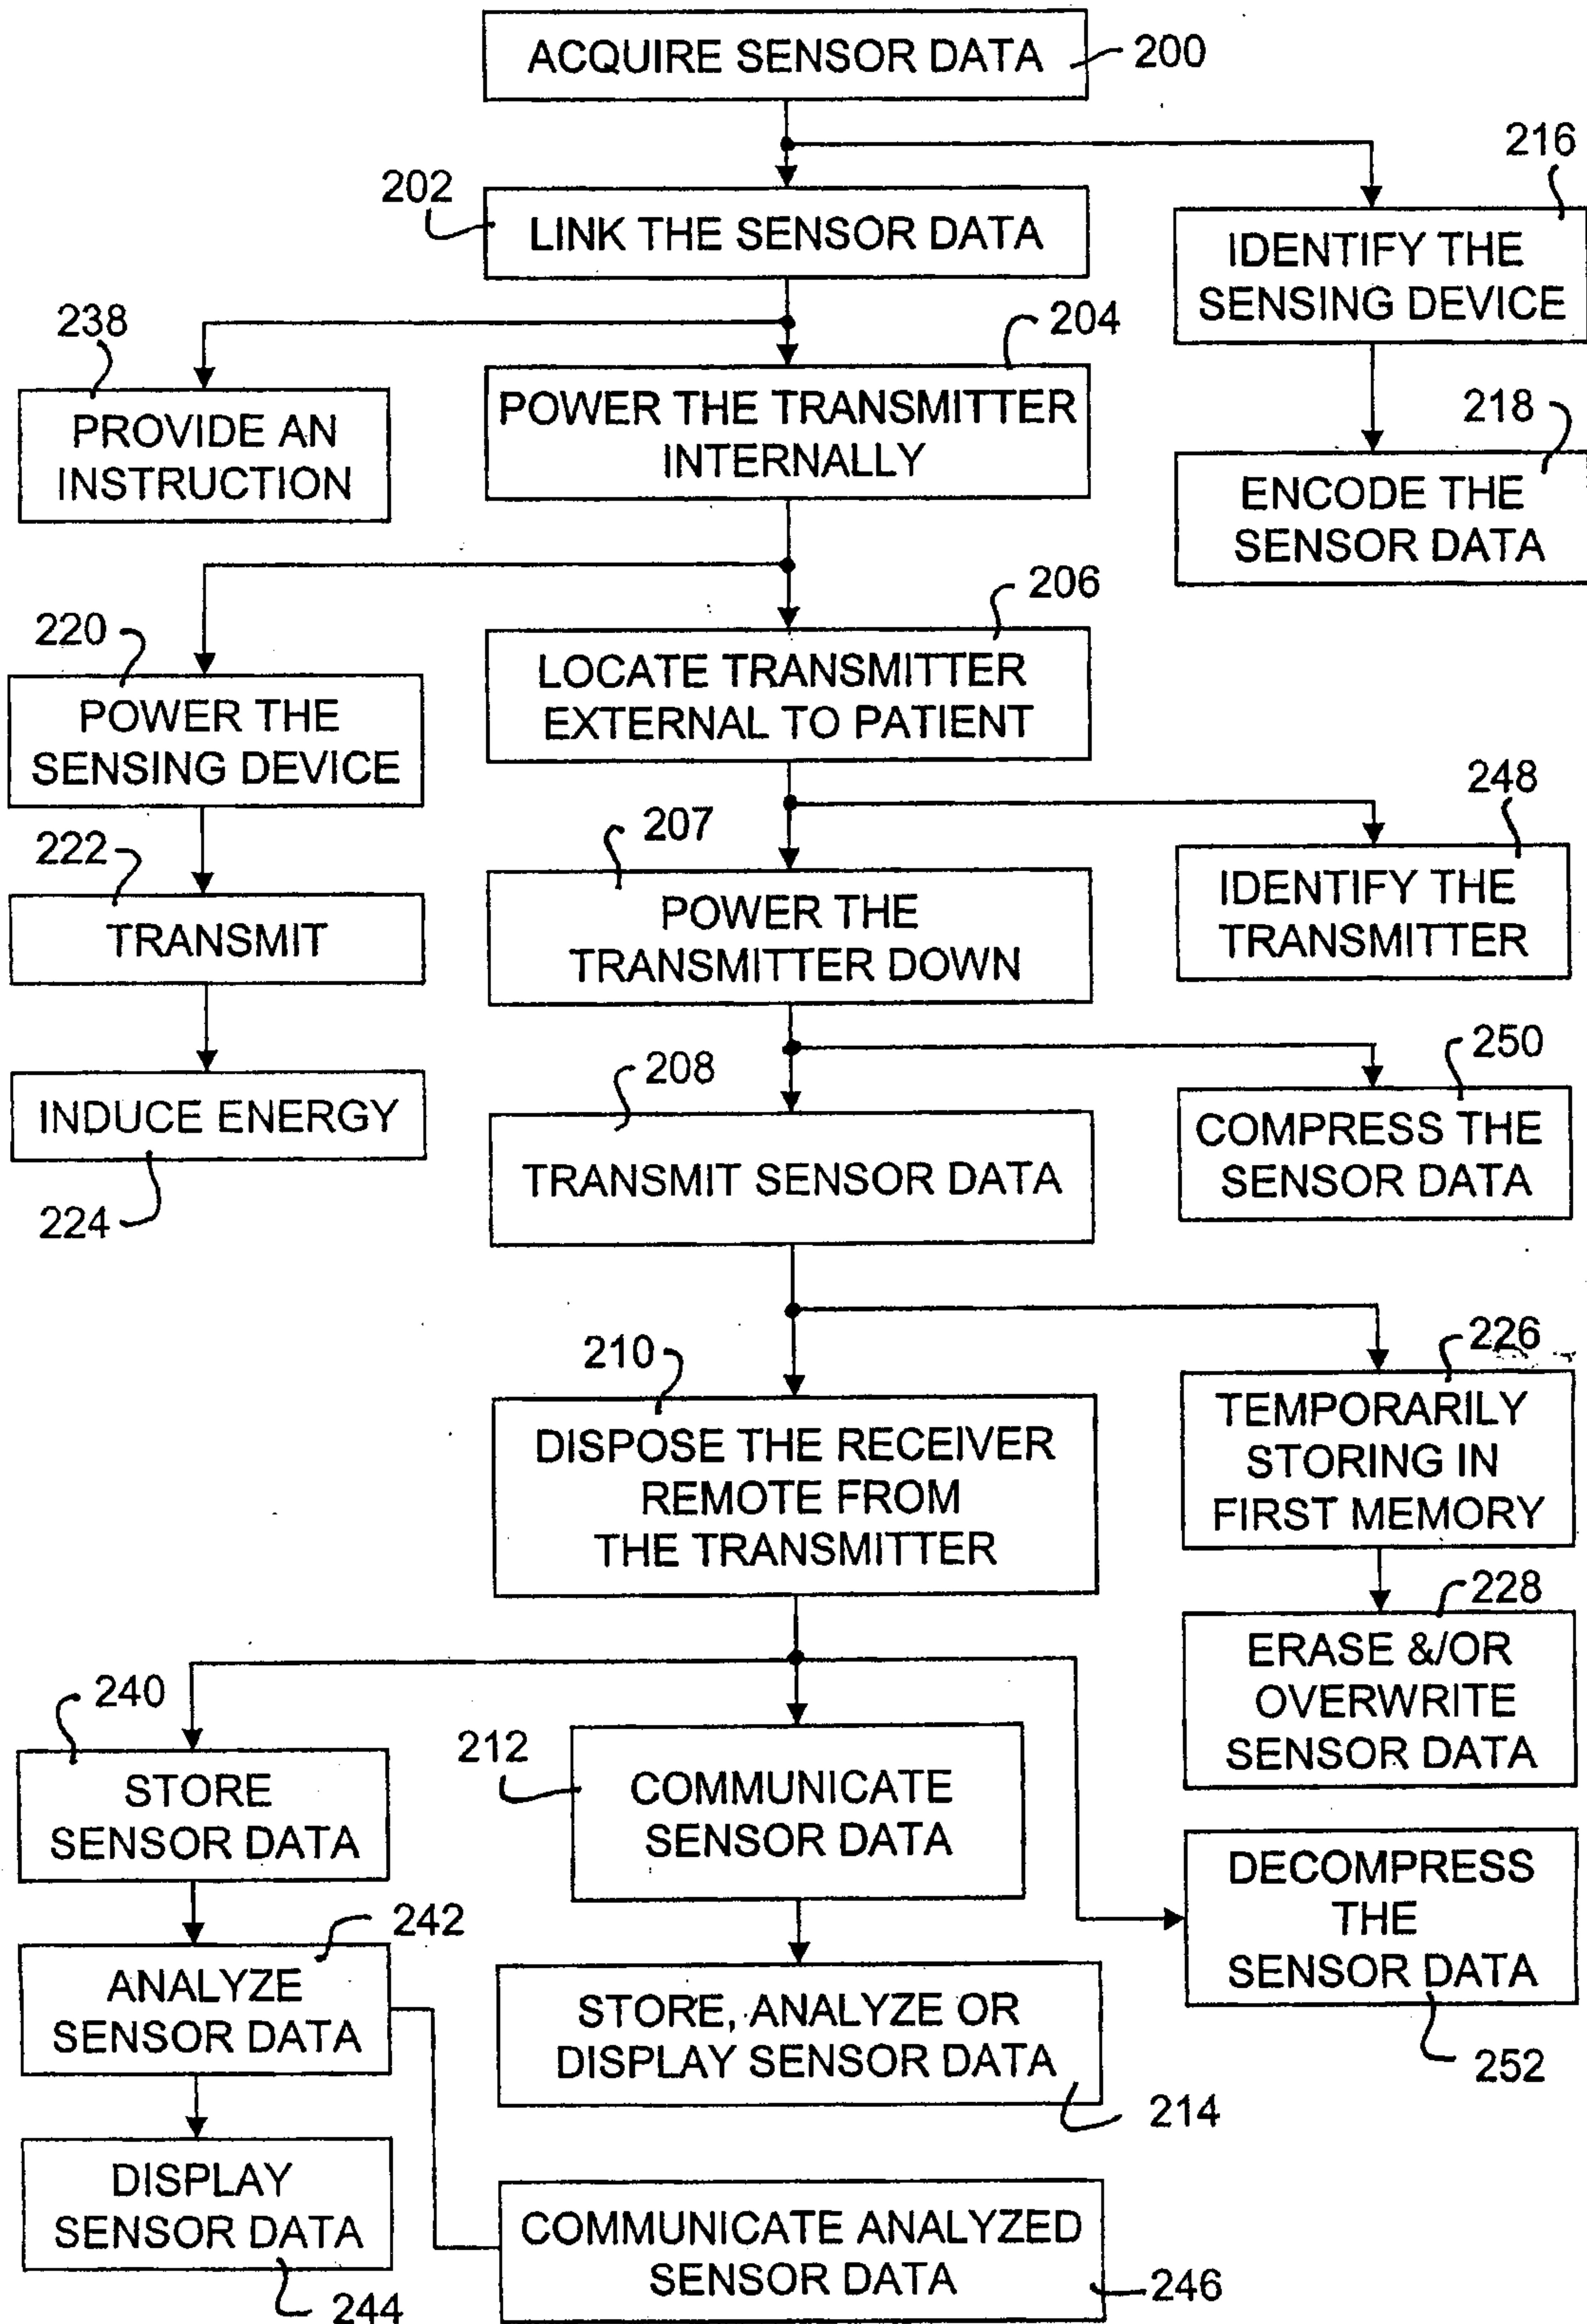 ACQUIRE SENSOR DATA
200
216
202
LINK THE SENSOR DATA
IDENTIFY THE
SENSING DEVICE
238
204
PROVIDE AN
INSTRUCTION
POWER THE TRANSMITTER
INTERNALLY
218
ENCODE THE
SENSOR DATA
206
220
LOCATE TRANSMITTER
EXTERNAL TO PATIENT
POWER THE
SENSING DEVICE
248
207
222
IDENTIFY THE
TRANSMITTER
POWER THE
TRANSMITTER DOWN
TRANSMIT
250
208
INDUCE ENERGY
COMPRESS THE
SENSOR DATA
TRANSMIT SENSOR DATA
224
226
210
TEMPORARILY
STORING IN
FIRST MEMORY
DISPOSE THE RECEIVER
REMOTE FROM
THE TRANSMITTER
228
ERASE &/OR
OVERWRITE
SENSOR DATA
240
212
STORE
SENSOR DATA
COMMUNICATE
SENSOR DATA
DECOMPRESS
THE
SENSOR DATA
242
ANALYZE
SENSOR DATA
STORE, ANALYZE OR
DISPLAY SENSOR DATA
252
214
DISPLAY
SENSOR DATA
COMMUNICATE ANALYZED
SENSOR DATA
246
244